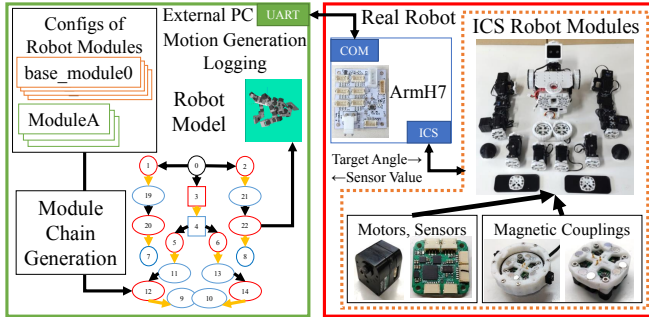 Configs of
Robot Modules
base_module0
...
ModuleA
Module
Chain
Generation
External PC
UART
Motion Generation
Logging
Robot
Model
1
0
2
19
3
21
20
4
22
7
5
6
8
11
13
12
9
10
14
Real Robot
COM
ArmH7
ICS
Target Angle→
←Sensor Value
ICS Robot Modules
Motors, Sensors
Magnetic Couplings